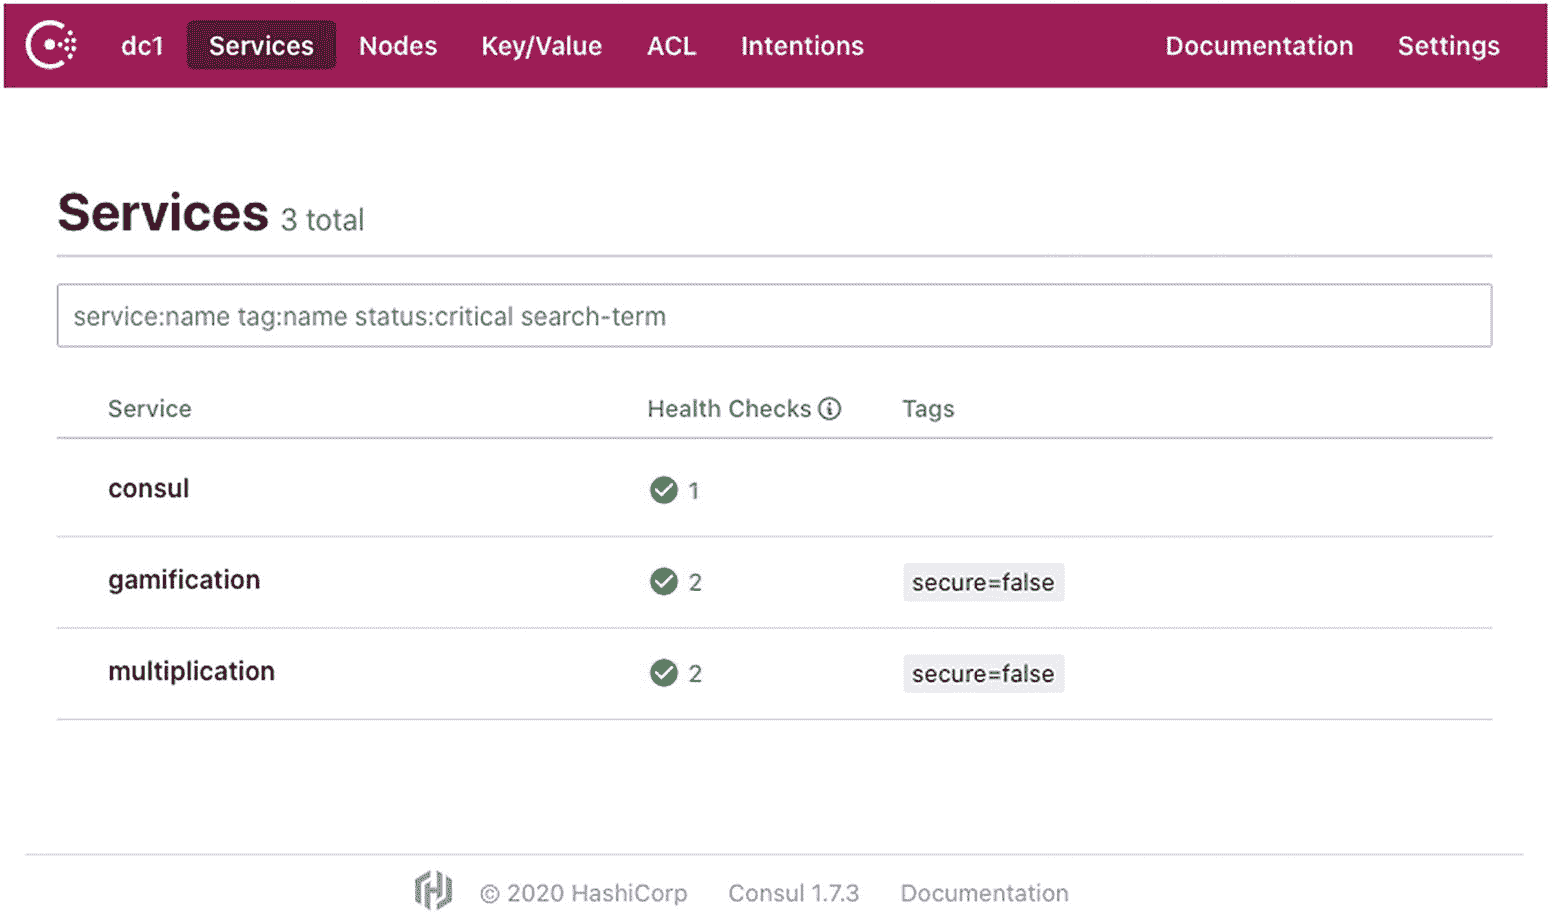 dc1 Services Nodes Key/Value ACL Intentions Documentation Settings
Services 3 total
service:name tag:name status:critical search-term
Service Health Checks Tags
consul 1
gamification 2 secure=false
multiplication 2 secure=false
© 2020 HashiCorp Consul 1.7.3 Documentation